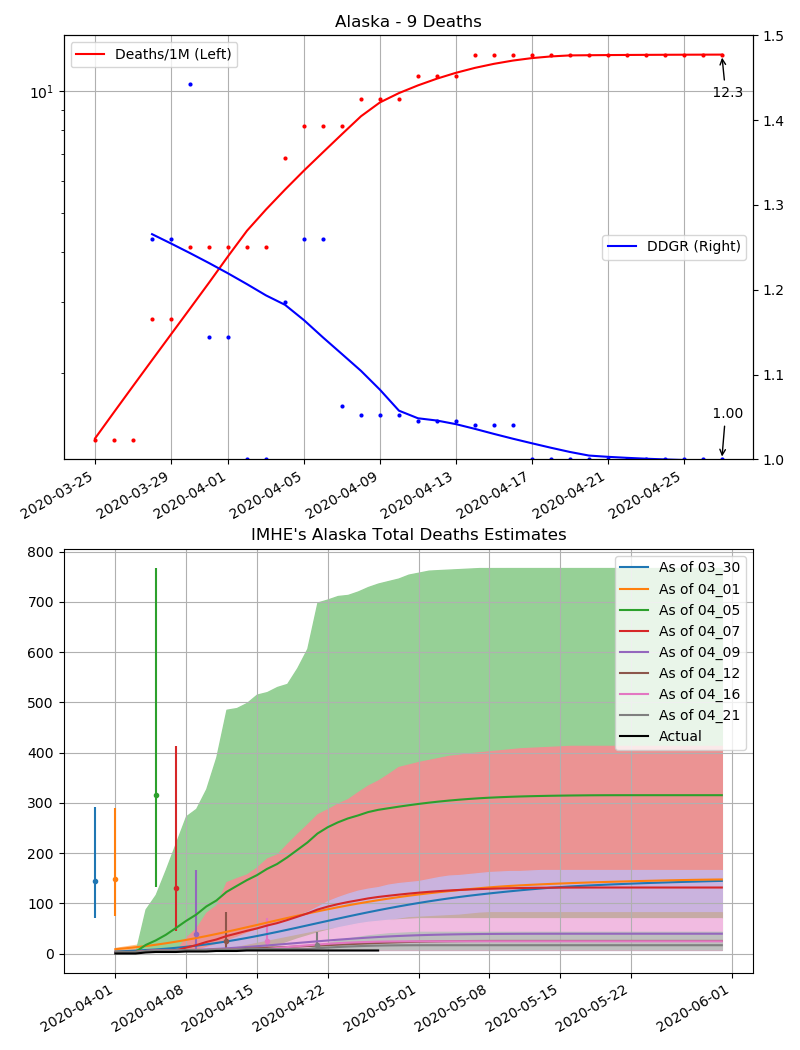 Alaska - 9 Deaths
Deaths/1M (Left)
1.5
12.3
10^1
1.4
1.3
DDGR (Right)
1.2
1.1
1.00
1.0
2020-03-25 2020-03-29 2020-04-01 2020-04-05 2020-04-09 2020-04-13 2020-04-17 2020-04-21 2020-04-25
IMHE's Alaska Total Deaths Estimates
800
700
600
500
400
300
200
100
0
As of 03_30
As of 04_01
As of 04_05
As of 04_07
As of 04_09
As of 04_12
As of 04_16
As of 04_21
Actual
2020-04-01 2020-04-08 2020-04-15 2020-04-22 2020-05-01 2020-05-08 2020-05-15 2020-05-22 2020-06-01